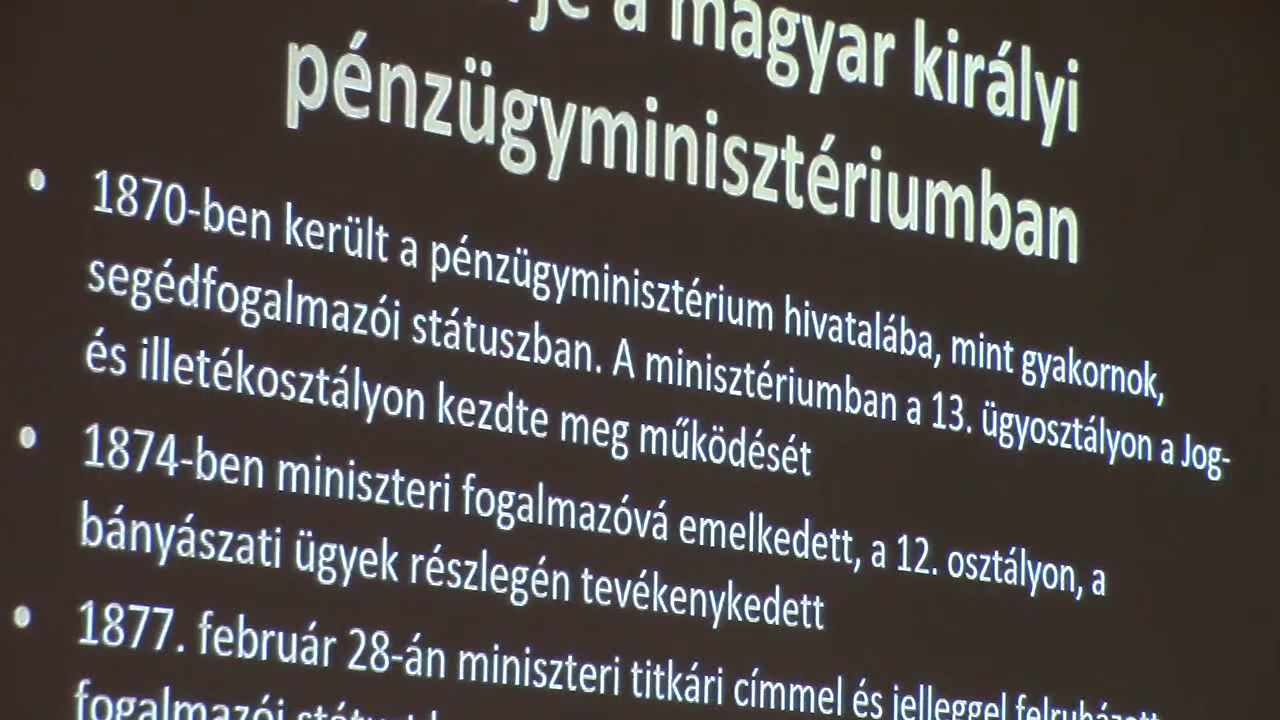 a magyar királyi
pénzügyminisztériumban
• 1870-ben került a pénzügyminisztérium hivatalába, mint gyakornok,
segédfogalmazói státuszban. A minisztériumban a 13. ügyosztályon a Jog-
és illetékosztályon kezdte meg működését
• 1874-ben miniszteri fogalmazóvá emelkedett, a 12. osztályon, a
bányászati ügyek részlegén tevékenykedett
• 1877. február 28-án miniszteri titkári címmel és jelleggel
fogalmazói